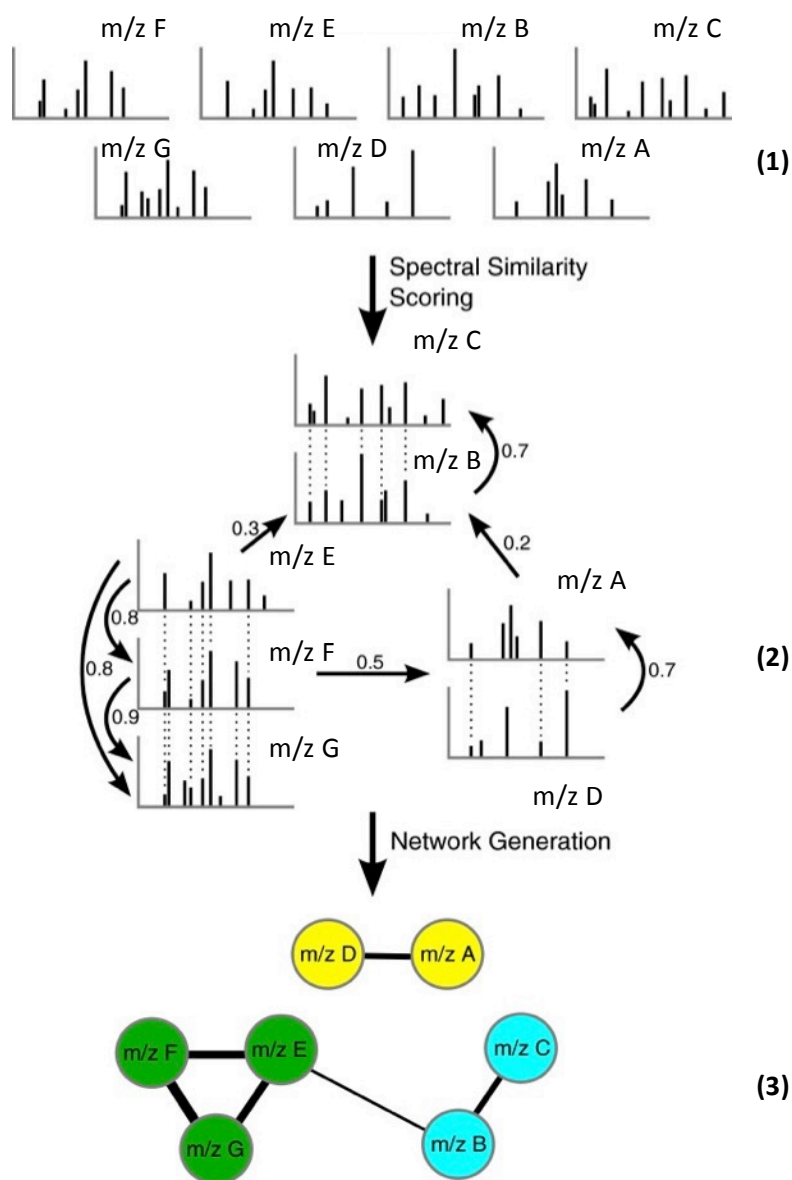 m/z F
m/z E
m/z B
m/z C
m/z G
m/z D
m/z A
(1)
Spectral Similarity
Scoring
m/z C
m/z B
0.7
0.3
0.2
m/z E
m/z A
0.8
m/z F
0.8
0.5
0.7
(2)
0.9
m/z G
m/z D
Network Generation
m/z D
m/z A
m/z F
m/z E
m/z C
(3)
m/z G
m/z B